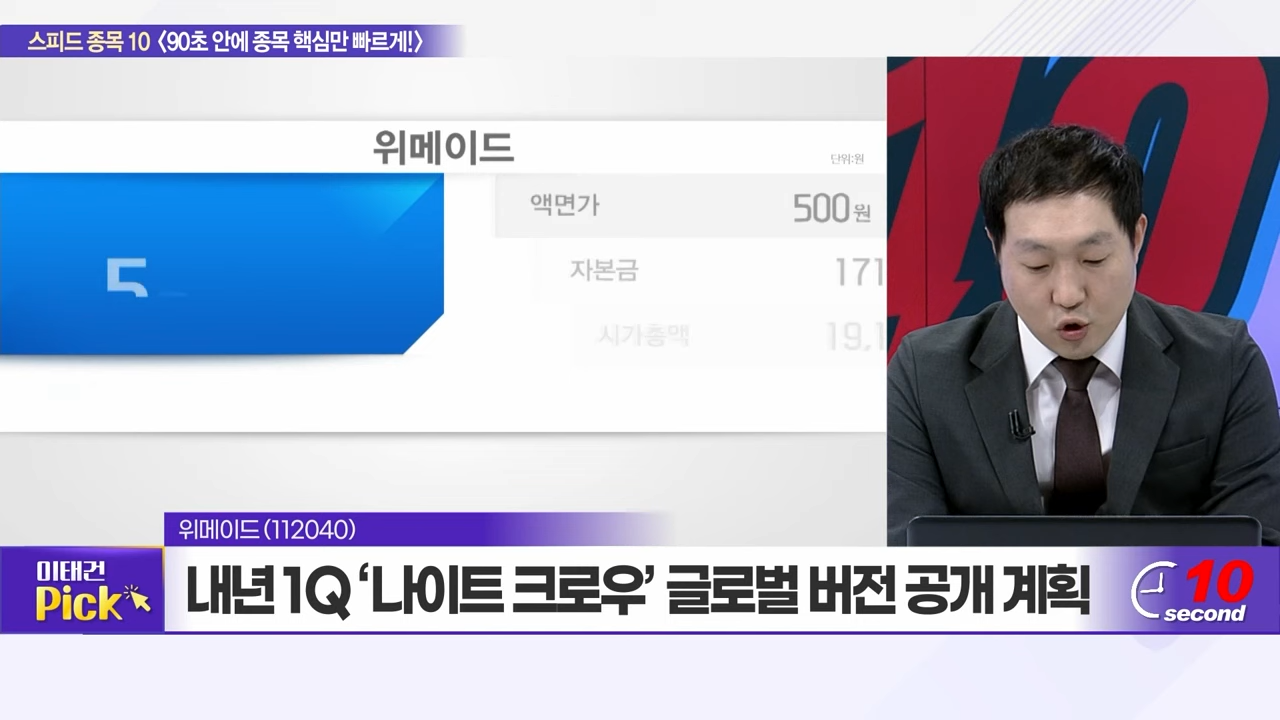 스피드 종목 10 〈90초 안에 종목 핵심만 빠르게!〉
위메이드
단위:원
액면가 500원
자본금 171
시가총액 19,1
5
10
위메이드(112040)
미태건
Pick
내년 1Q ‘나이트 크로우’ 글로벌 버전 공개 계획
10
second